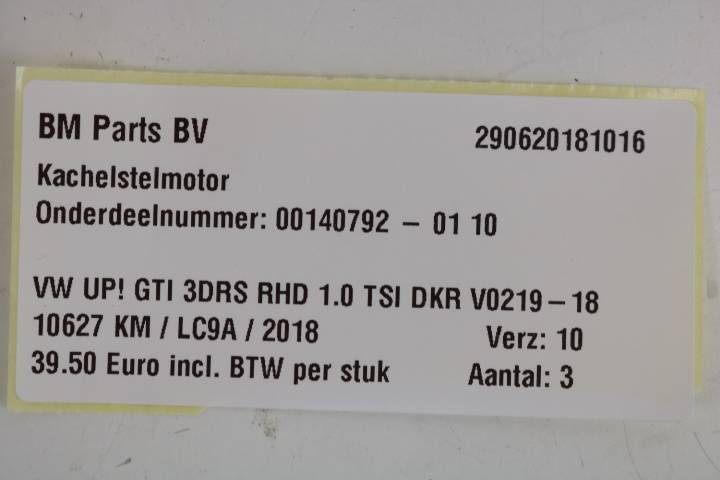 BM Parts BV 290620181016
Kachelstelmotor
Onderdeelnummer: 00140792 – 01 10
VW UP! GTI 3DRS RHD 1.0 TSI DKR V0219 – 18
10627 KM / LC9A / 2018 Verz: 10
39.50 Euro incl. BTW per stuk Aantal: 3